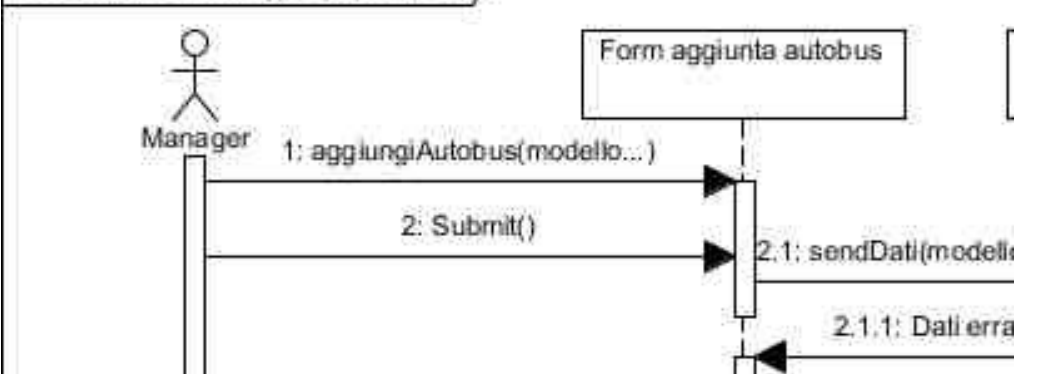 Form aggiunta autobus
Manager
1: aggiungiAutobus(modello...)
2: Submit()
2.1: sendDati(modello
2.1.1: Dati erra